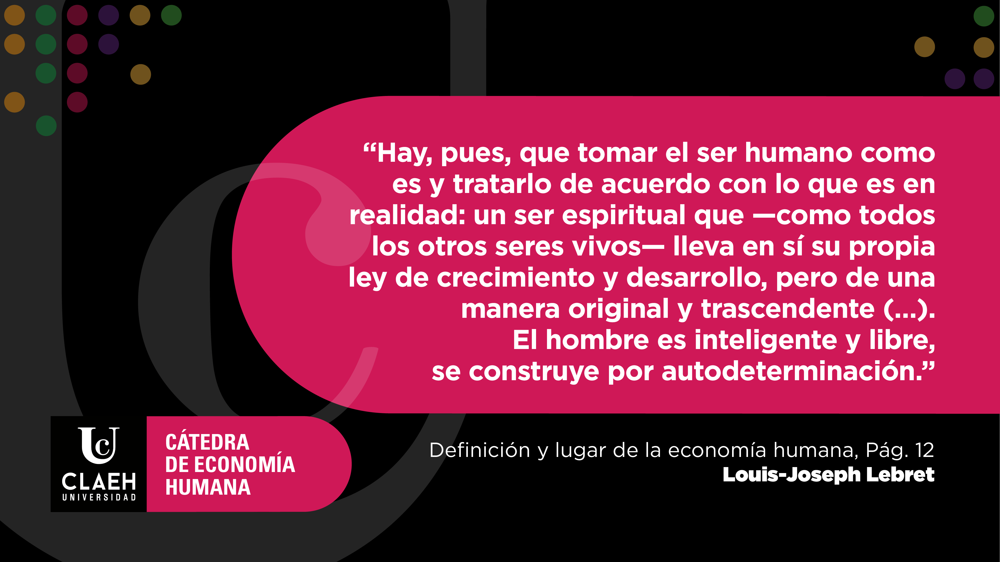 “Hay, pues, que tomar el ser humano como
es y tratarlo de acuerdo con lo que es en
realidad: un ser espiritual que —como todos
los otros seres vivos— lleva en sí su propia
ley de crecimiento y desarrollo, pero de una
manera original y trascendente (...).
El hombre es inteligente y libre,
se construye por autodeterminación.”
Definición y lugar de la economía humana, Pág. 12
Louis-Joseph Lebret
UC
CLAEH
UNIVERSIDAD
CÁTEDRA
DE ECONOMÍA
HUMANA